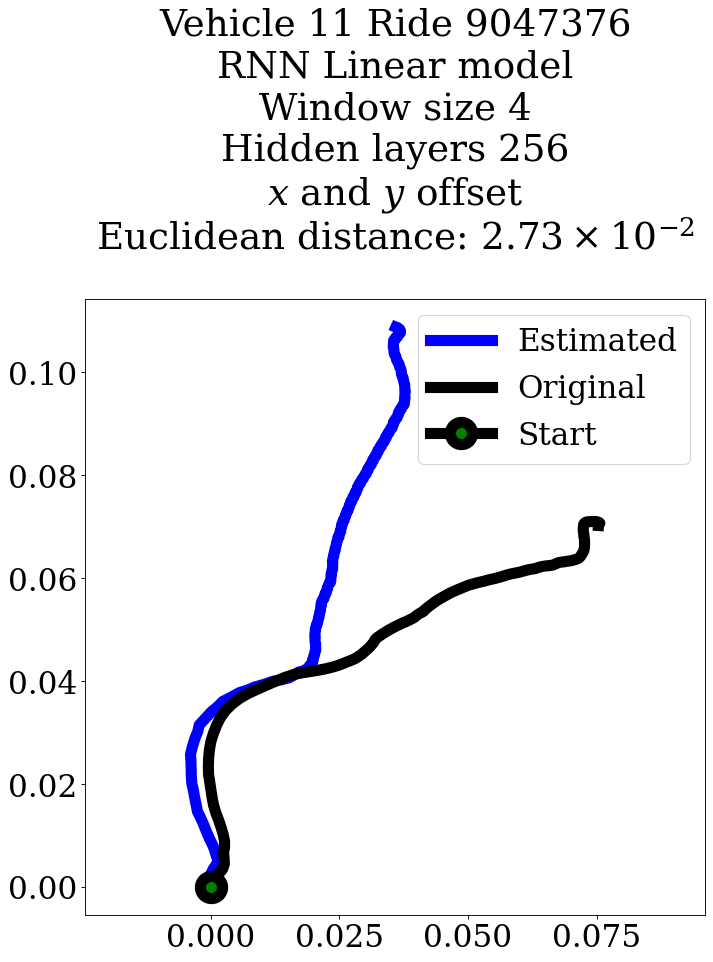 Vehicle 11 Ride 9047376
RNN Linear model
Window size 4
Hidden layers 256
x and y offset
Euclidean distance: 2.73 × 10⁻²
Estimated
Original
Start
0.10
0.08
0.06
0.04
0.02
0.00
0.000 0.025 0.050 0.075